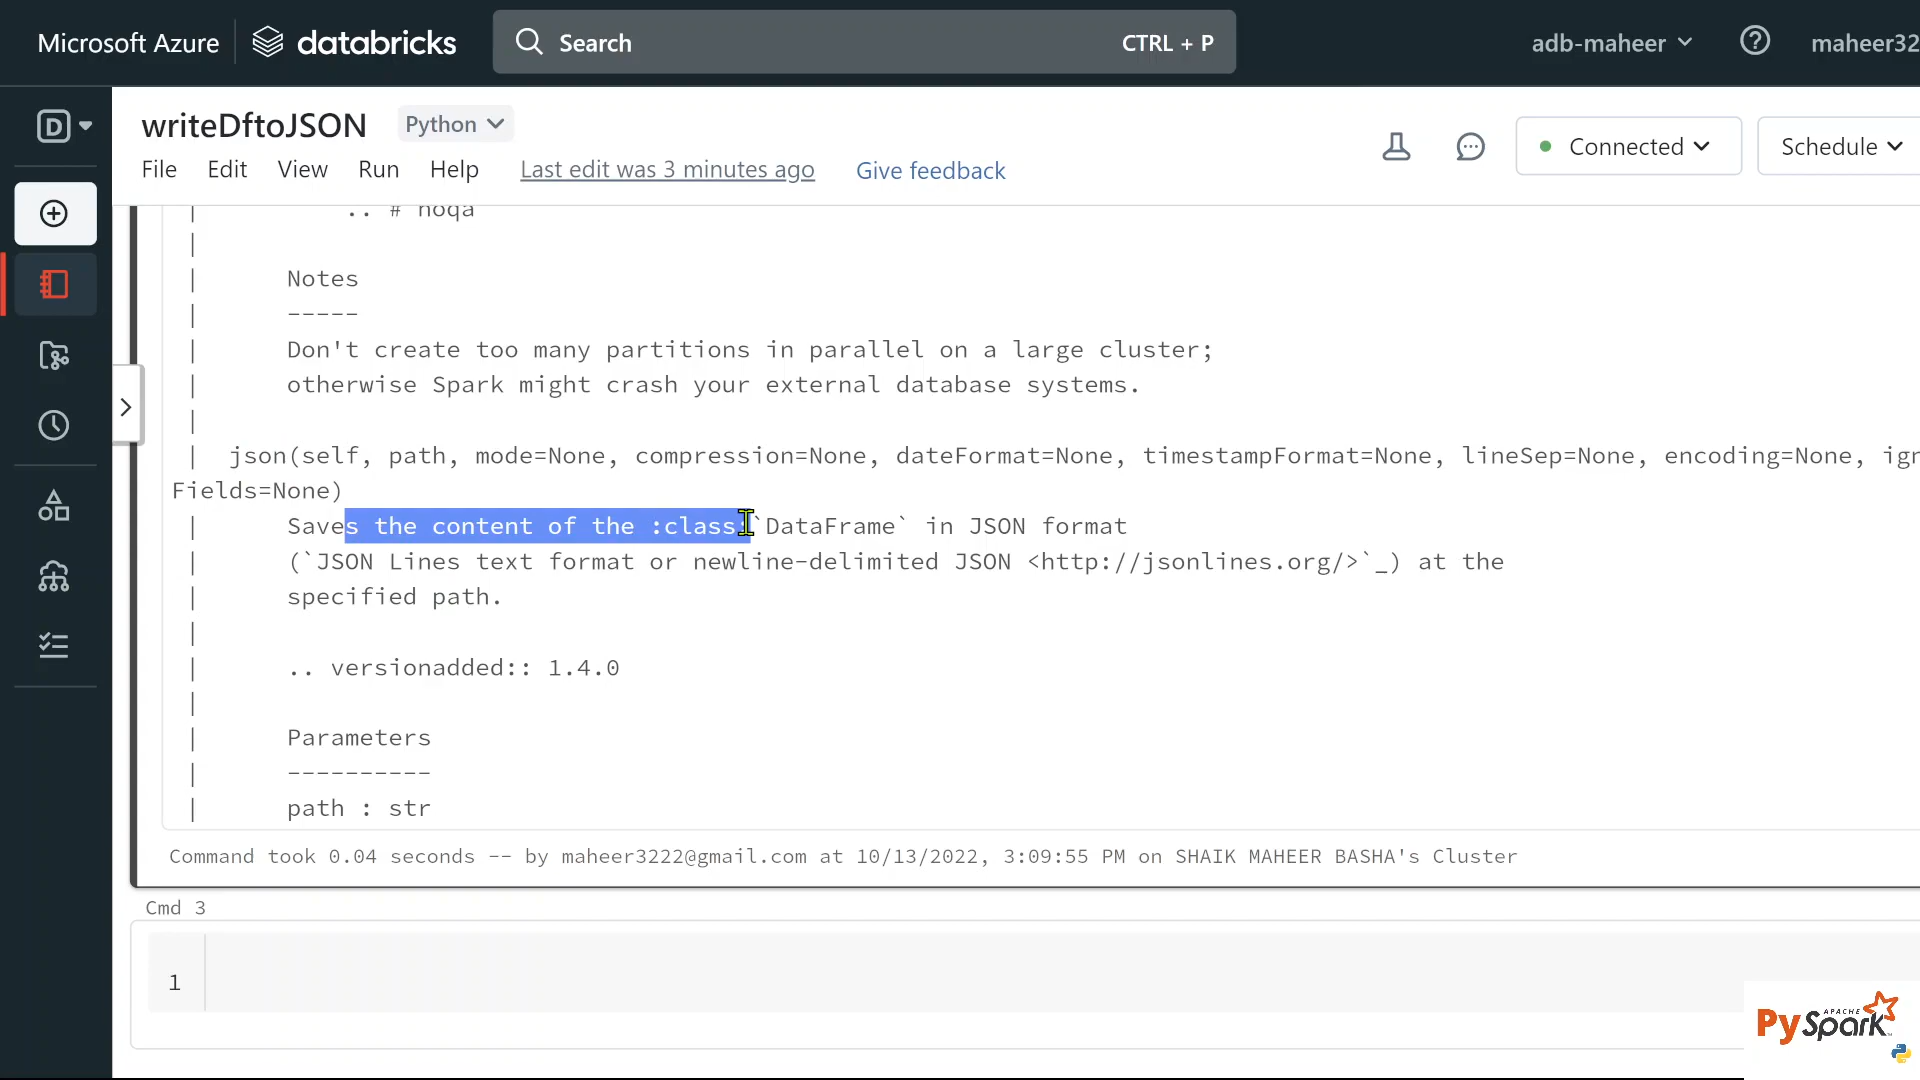 Microsoft Azure databricks Search CTRL + P adb-maheer maheer32
writeDftoJSON Python
File Edit View Run Help Last edit was 3 minutes ago Give feedback Connected Schedule
| .. # noqa
|
| Notes
| -----
| Don't create too many partitions in parallel on a large cluster;
| otherwise Spark might crash your external database systems.
|
| json(self, path, mode=None, compression=None, dateFormat=None, timestampFormat=None, lineSep=None, encoding=None, ign
Fields=None)
| Saves the content of the :class:`DataFrame` in JSON format
| (`JSON Lines text format or newline-delimited JSON <http://jsonlines.org/>`_) at the
| specified path.
|
| .. versionadded:: 1.4.0
|
| Parameters
| ----------
| path : str
Command took 0.04 seconds -- by maheer3222@gmail.com at 10/13/2022, 3:09:55 PM on SHAIK MAHEER BASHA's Cluster
Cmd 3
1
APACHE
PySpark